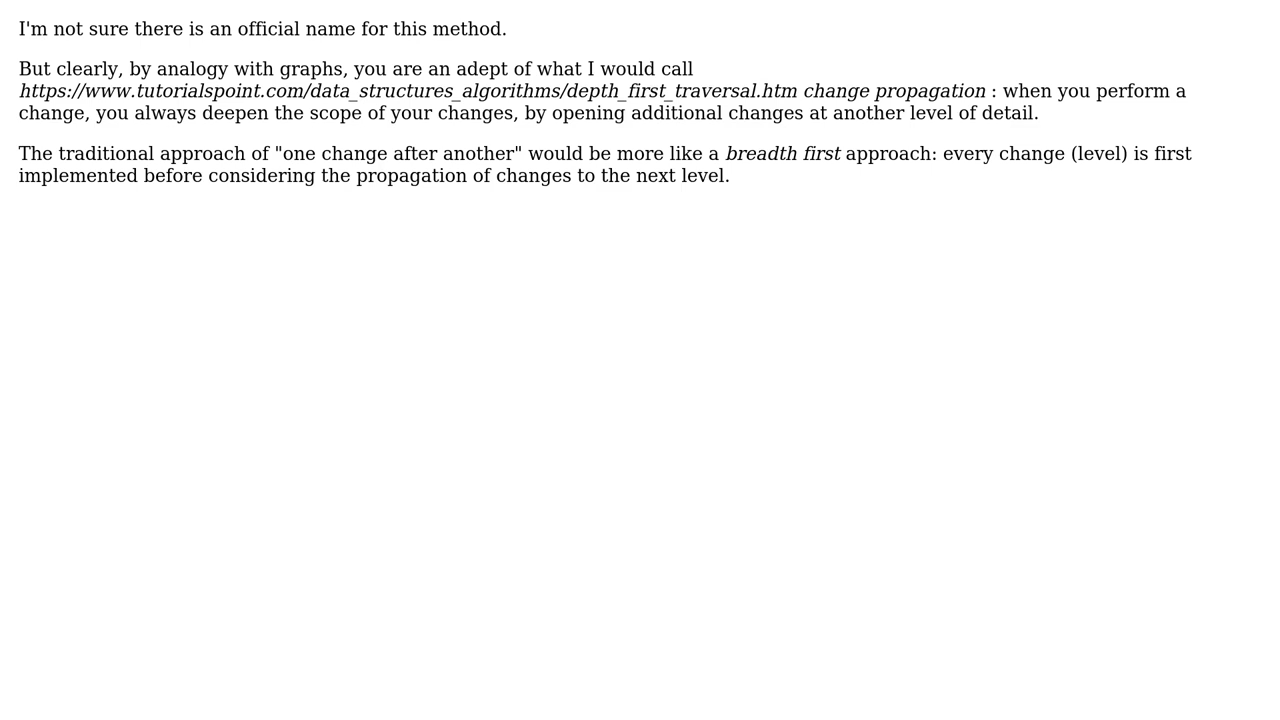 I'm not sure there is an official name for this method.
But clearly, by analogy with graphs, you are an adept of what I would call
https://www.tutorialspoint.com/data_structures_algorithms/depth_first_traversal.htm change propagation : when you perform a
change, you always deepen the scope of your changes, by opening additional changes at another level of detail.
The traditional approach of "one change after another" would be more like a breadth first approach: every change (level) is first
implemented before considering the propagation of changes to the next level.